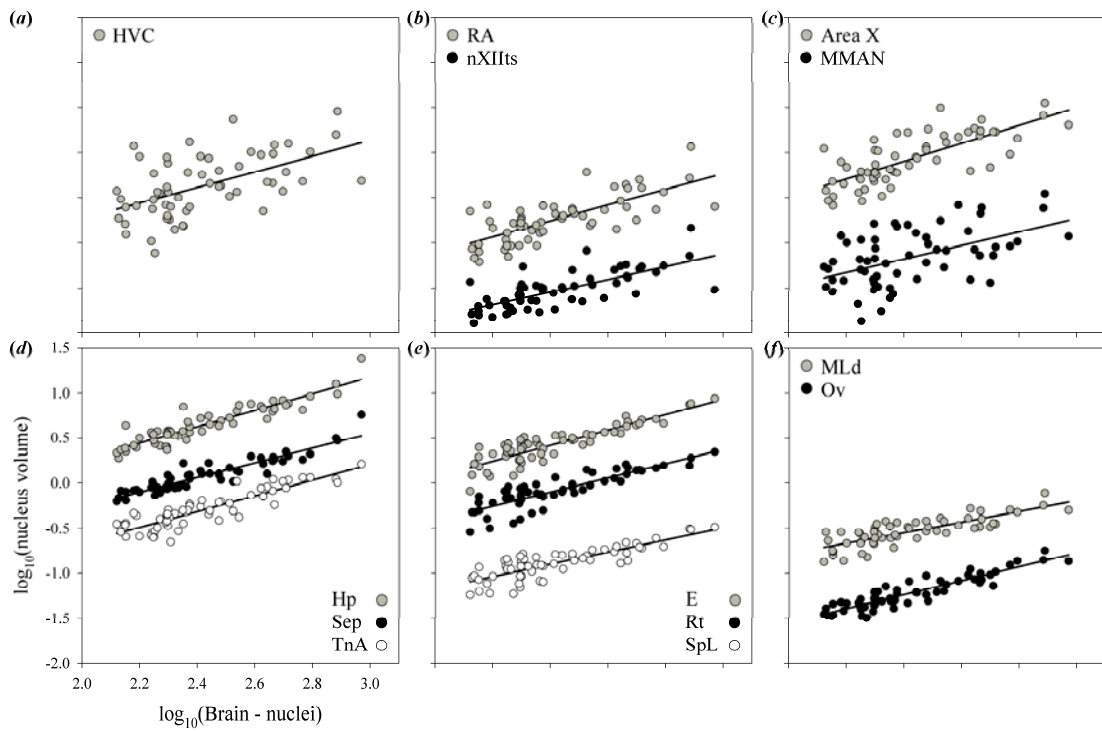 (a)
HVC
(b)
RA
nXIIts
(c)
Area X
MMAN
(d)
1.5
1.0
0.5
0.0
-0.5
-1.0
-1.5
-2.0
log10(nucleus volume)
Hp
Sep
TnA
2.0
2.2
2.4
2.6
2.8
3.0
log10(Brain - nuclei)
(e)
E
Rt
SpL
(f)
MLd
Ov